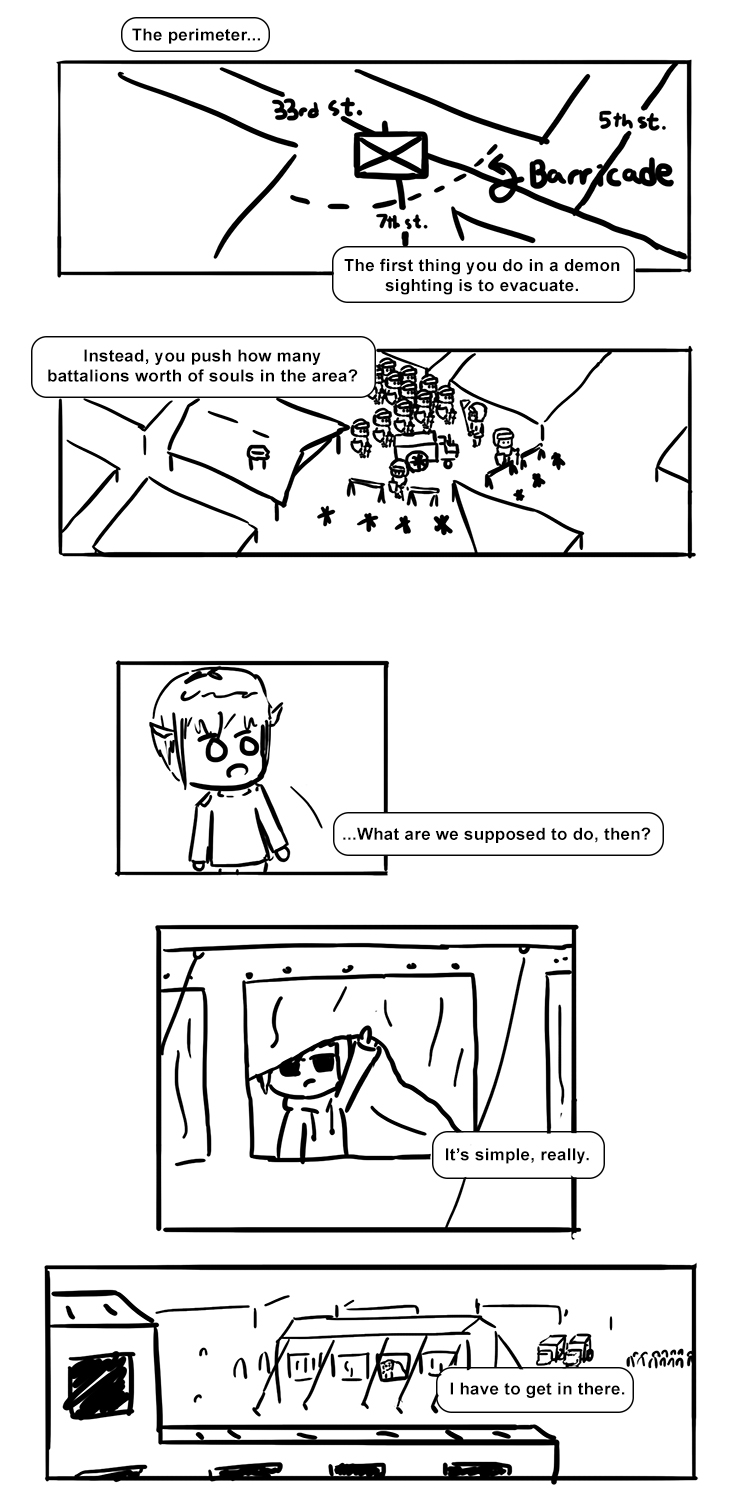 The perimeter...
33rd st.
5th st.
Barricade
7th st.
The first thing you do in a demon
sighting is to evacuate.
Instead, you push how many
battalions worth of souls in the area?
...What are we supposed to do, then?
It’s simple, really.
I have to get in there.